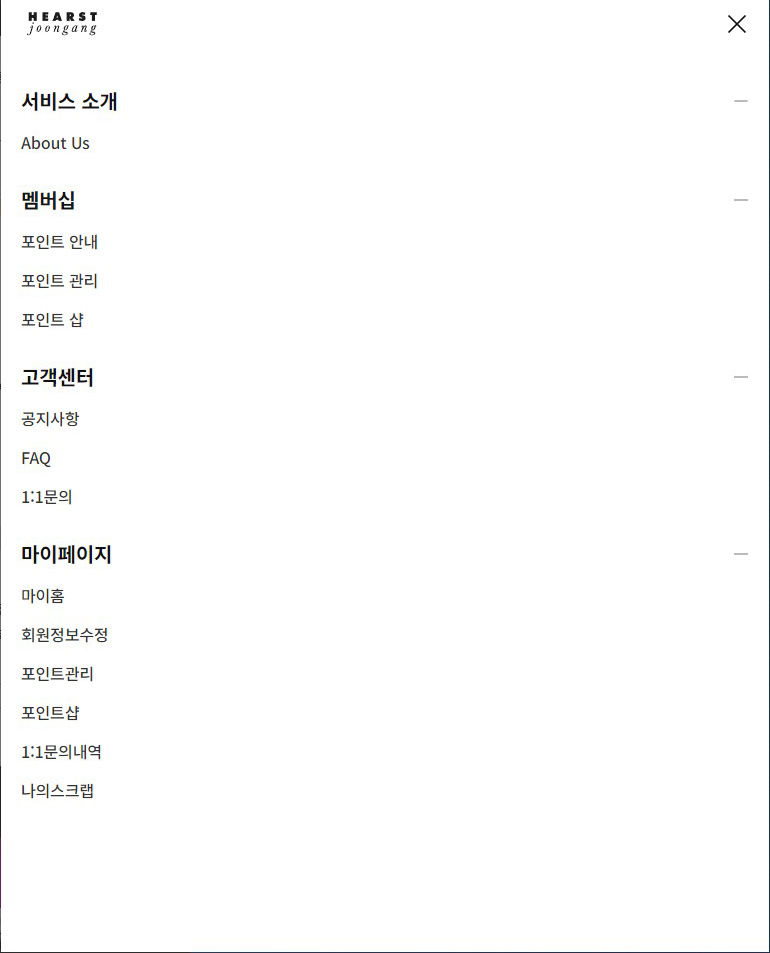 HEARST
joongang
서비스 소개
About Us
멤버십
포인트 안내
포인트 관리
포인트 샵
고객센터
공지사항
FAQ
1:1문의
마이페이지
마이홈
회원정보수정
포인트관리
포인트샵
1:1문의내역
나의스크랩